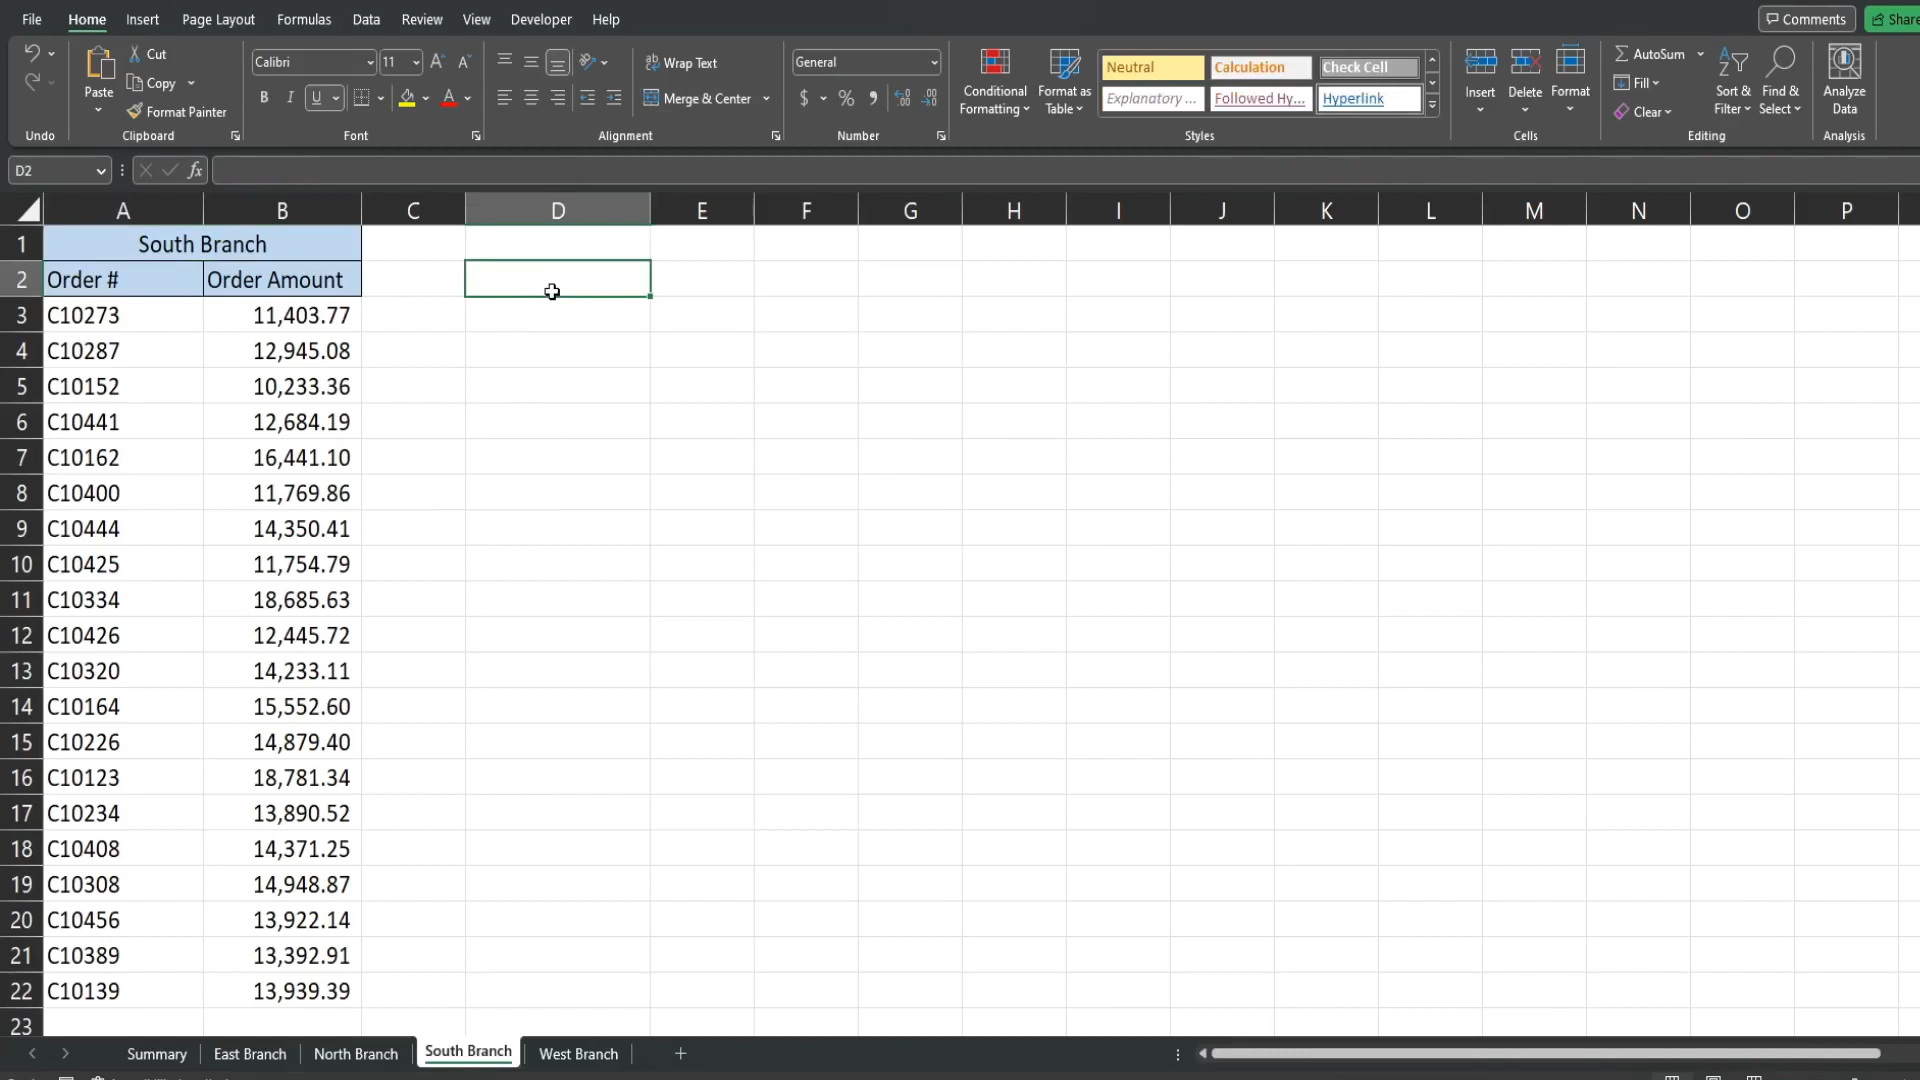 File Home Insert Page Layout Formulas Data Review View Developer Help Comments Share
Cut
Copy
Format Painter
Paste
Calibri 11 A A
B I U A
ab Wrap Text
Merge & Center
General
$ % ,
Conditional Formatting
Format as Table
Neutral Calculation Check Cell
Explanatory ... Followed Hy... Hyperlink
Insert Delete Format
AutoSum
Fill
Clear
Sort & Filter
Find & Select
Analyze Data
Undo Clipboard Font Alignment Number Styles Cells Editing Analysis
D2 fx
A B C D E F G H I J K L M N O P
1 South Branch
2 Order # Order Amount
3 C10273 11,403.77
4 C10287 12,945.08
5 C10152 10,233.36
6 C10441 12,684.19
7 C10162 16,441.10
8 C10400 11,769.86
9 C10444 14,350.41
10 C10425 11,754.79
11 C10334 18,685.63
12 C10426 12,445.72
13 C10320 14,233.11
14 C10164 15,552.60
15 C10226 14,879.40
16 C10123 18,781.34
17 C10234 13,890.52
18 C10408 14,371.25
19 C10308 14,948.87
20 C10456 13,922.14
21 C10389 13,392.91
22 C10139 13,939.39
23
Summary East Branch North Branch South Branch West Branch